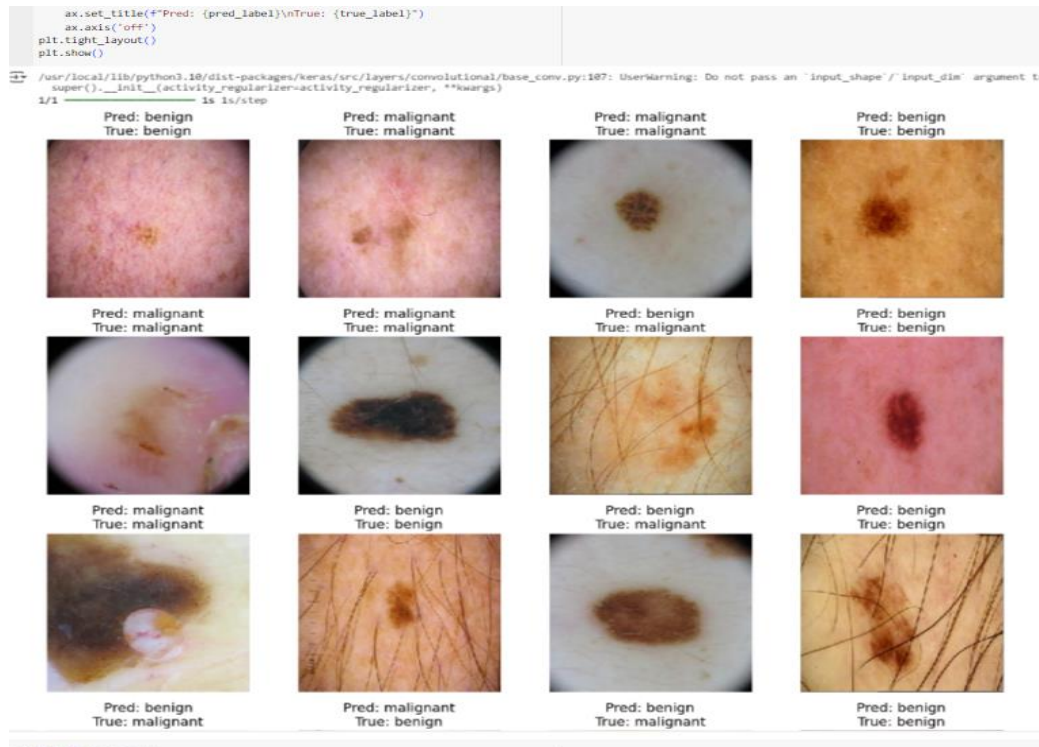 ax.set_title(f"Pred: {pred_label}\nTrue: {true_label}")
ax.axis('off')
plt.tight_layout()
plt.show()
/usr/local/lib/python3.10/dist-packages/keras/src/layers/convolutional/base_conv.py:107: UserWarning: Do not pass an `input_shape`/`input_dim` argument t
super().__init__(activity_regularizer=activity_regularizer, **kwargs)
1/1 1s 1s/step
Pred: benign Pred: malignant Pred: malignant Pred: benign
True: benign True: malignant True: malignant True: benign
Pred: malignant Pred: malignant Pred: benign Pred: benign
True: malignant True: malignant True: malignant True: benign
Pred: malignant Pred: benign Pred: benign Pred: benign
True: malignant True: benign True: malignant True: benign
Pred: benign Pred: malignant Pred: benign Pred: benign
True: malignant True: benign True: malignant True: benign